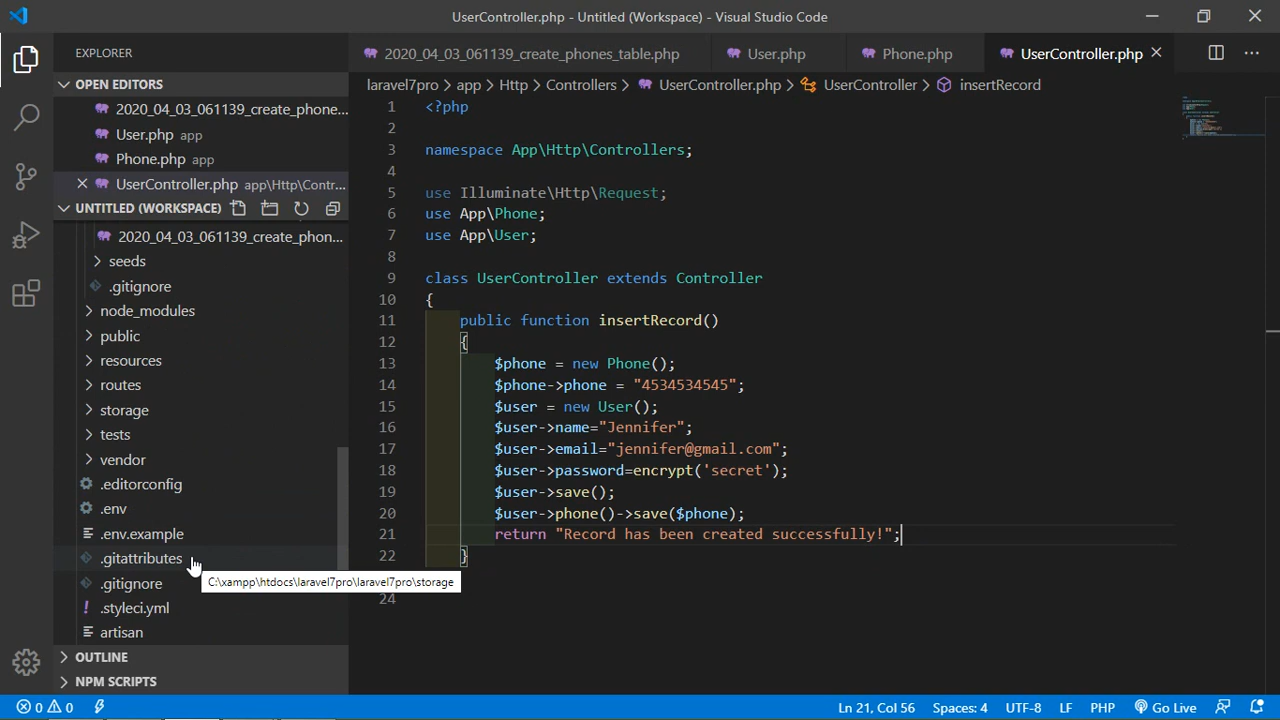 UserController.php - Untitled (Workspace) - Visual Studio Code
EXPLORER
OPEN EDITORS
2020_04_03_061139_create_phone...
User.php app
Phone.php app
UserController.php app\Http\Contr...
UNTITLED (WORKSPACE)
2020_04_03_061139_create_phon...
seeds
.gitignore
node_modules
public
resources
routes
storage
tests
vendor
.editorconfig
.env
.env.example
.gitattributes
C:\xampp\htdocs\laravel7pro\laravel7pro\storage
.gitignore
.styleci.yml
artisan
OUTLINE
NPM SCRIPTS
2020_04_03_061139_create_phones_table.php User.php Phone.php UserController.php
laravel7pro > app > Http > Controllers > UserController.php > UserController > insertRecord
1 <?php
2
3 namespace App\Http\Controllers;
4
5 use Illuminate\Http\Request;
6 use App\Phone;
7 use App\User;
8
9 class UserController extends Controller
10 {
11 public function insertRecord()
12 {
13 $phone = new Phone();
14 $phone->phone = "4534534545";
15 $user = new User();
16 $user->name="Jennifer";
17 $user->email="jennifer@gmail.com";
18 $user->password=encrypt('secret');
19 $user->save();
20 $user->phone()->save($phone);
21 return "Record has been created successfully!";
22 }
24
0 0 Ln 21, Col 56 Spaces: 4 UTF-8 LF PHP Go Live